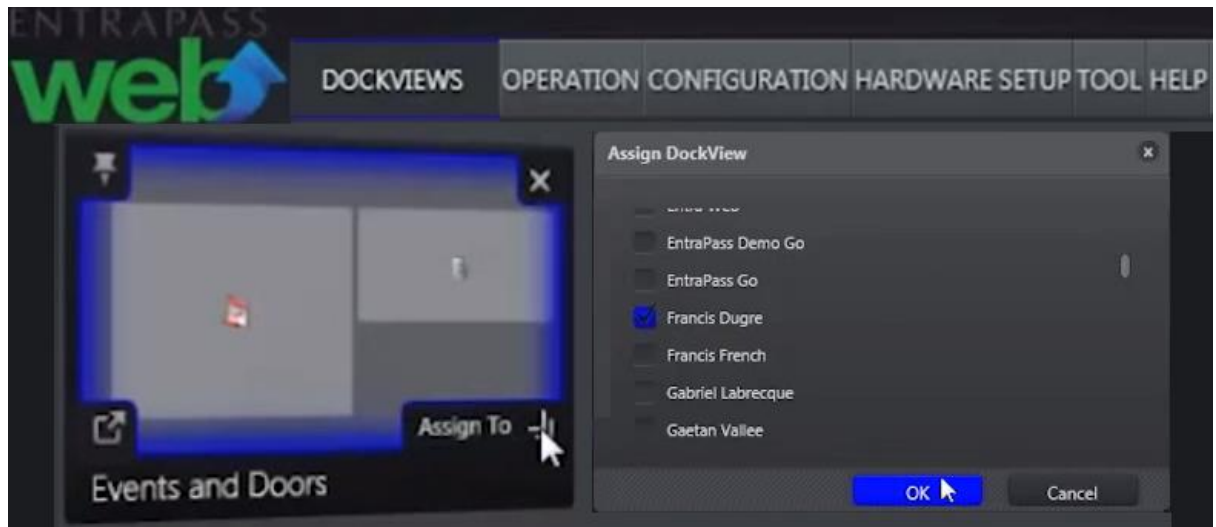 ENTRAPASS
web
DOCKVIEWS OPERATION CONFIGURATION HARDWARE SETUP TOOL HELP
Assign To
Events and Doors
Assign DockView
EntraPass Demo Go
EntraPass Go
Francis Dugre
Francis French
Gabriel Labrecque
Gaetan Vallee
OK Cancel